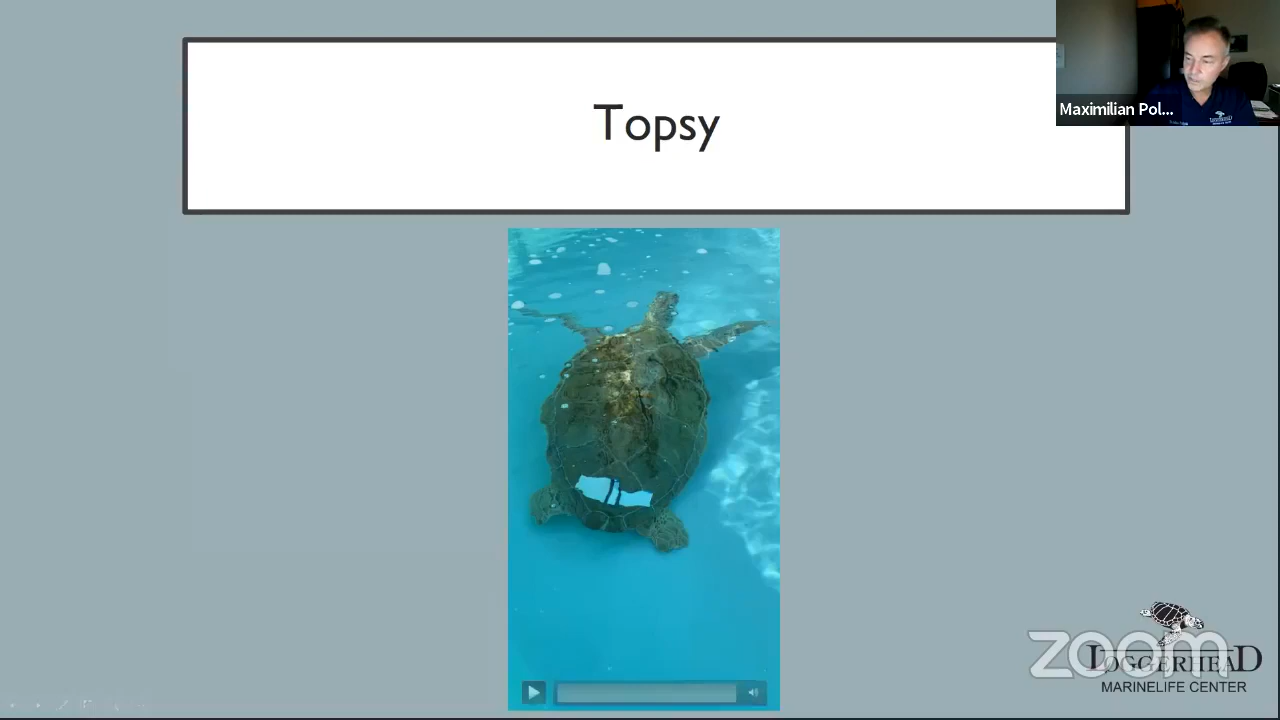 Topsy
Maximilian Pol...
zoom
LOGGERHEAD
MARINELIFE CENTER